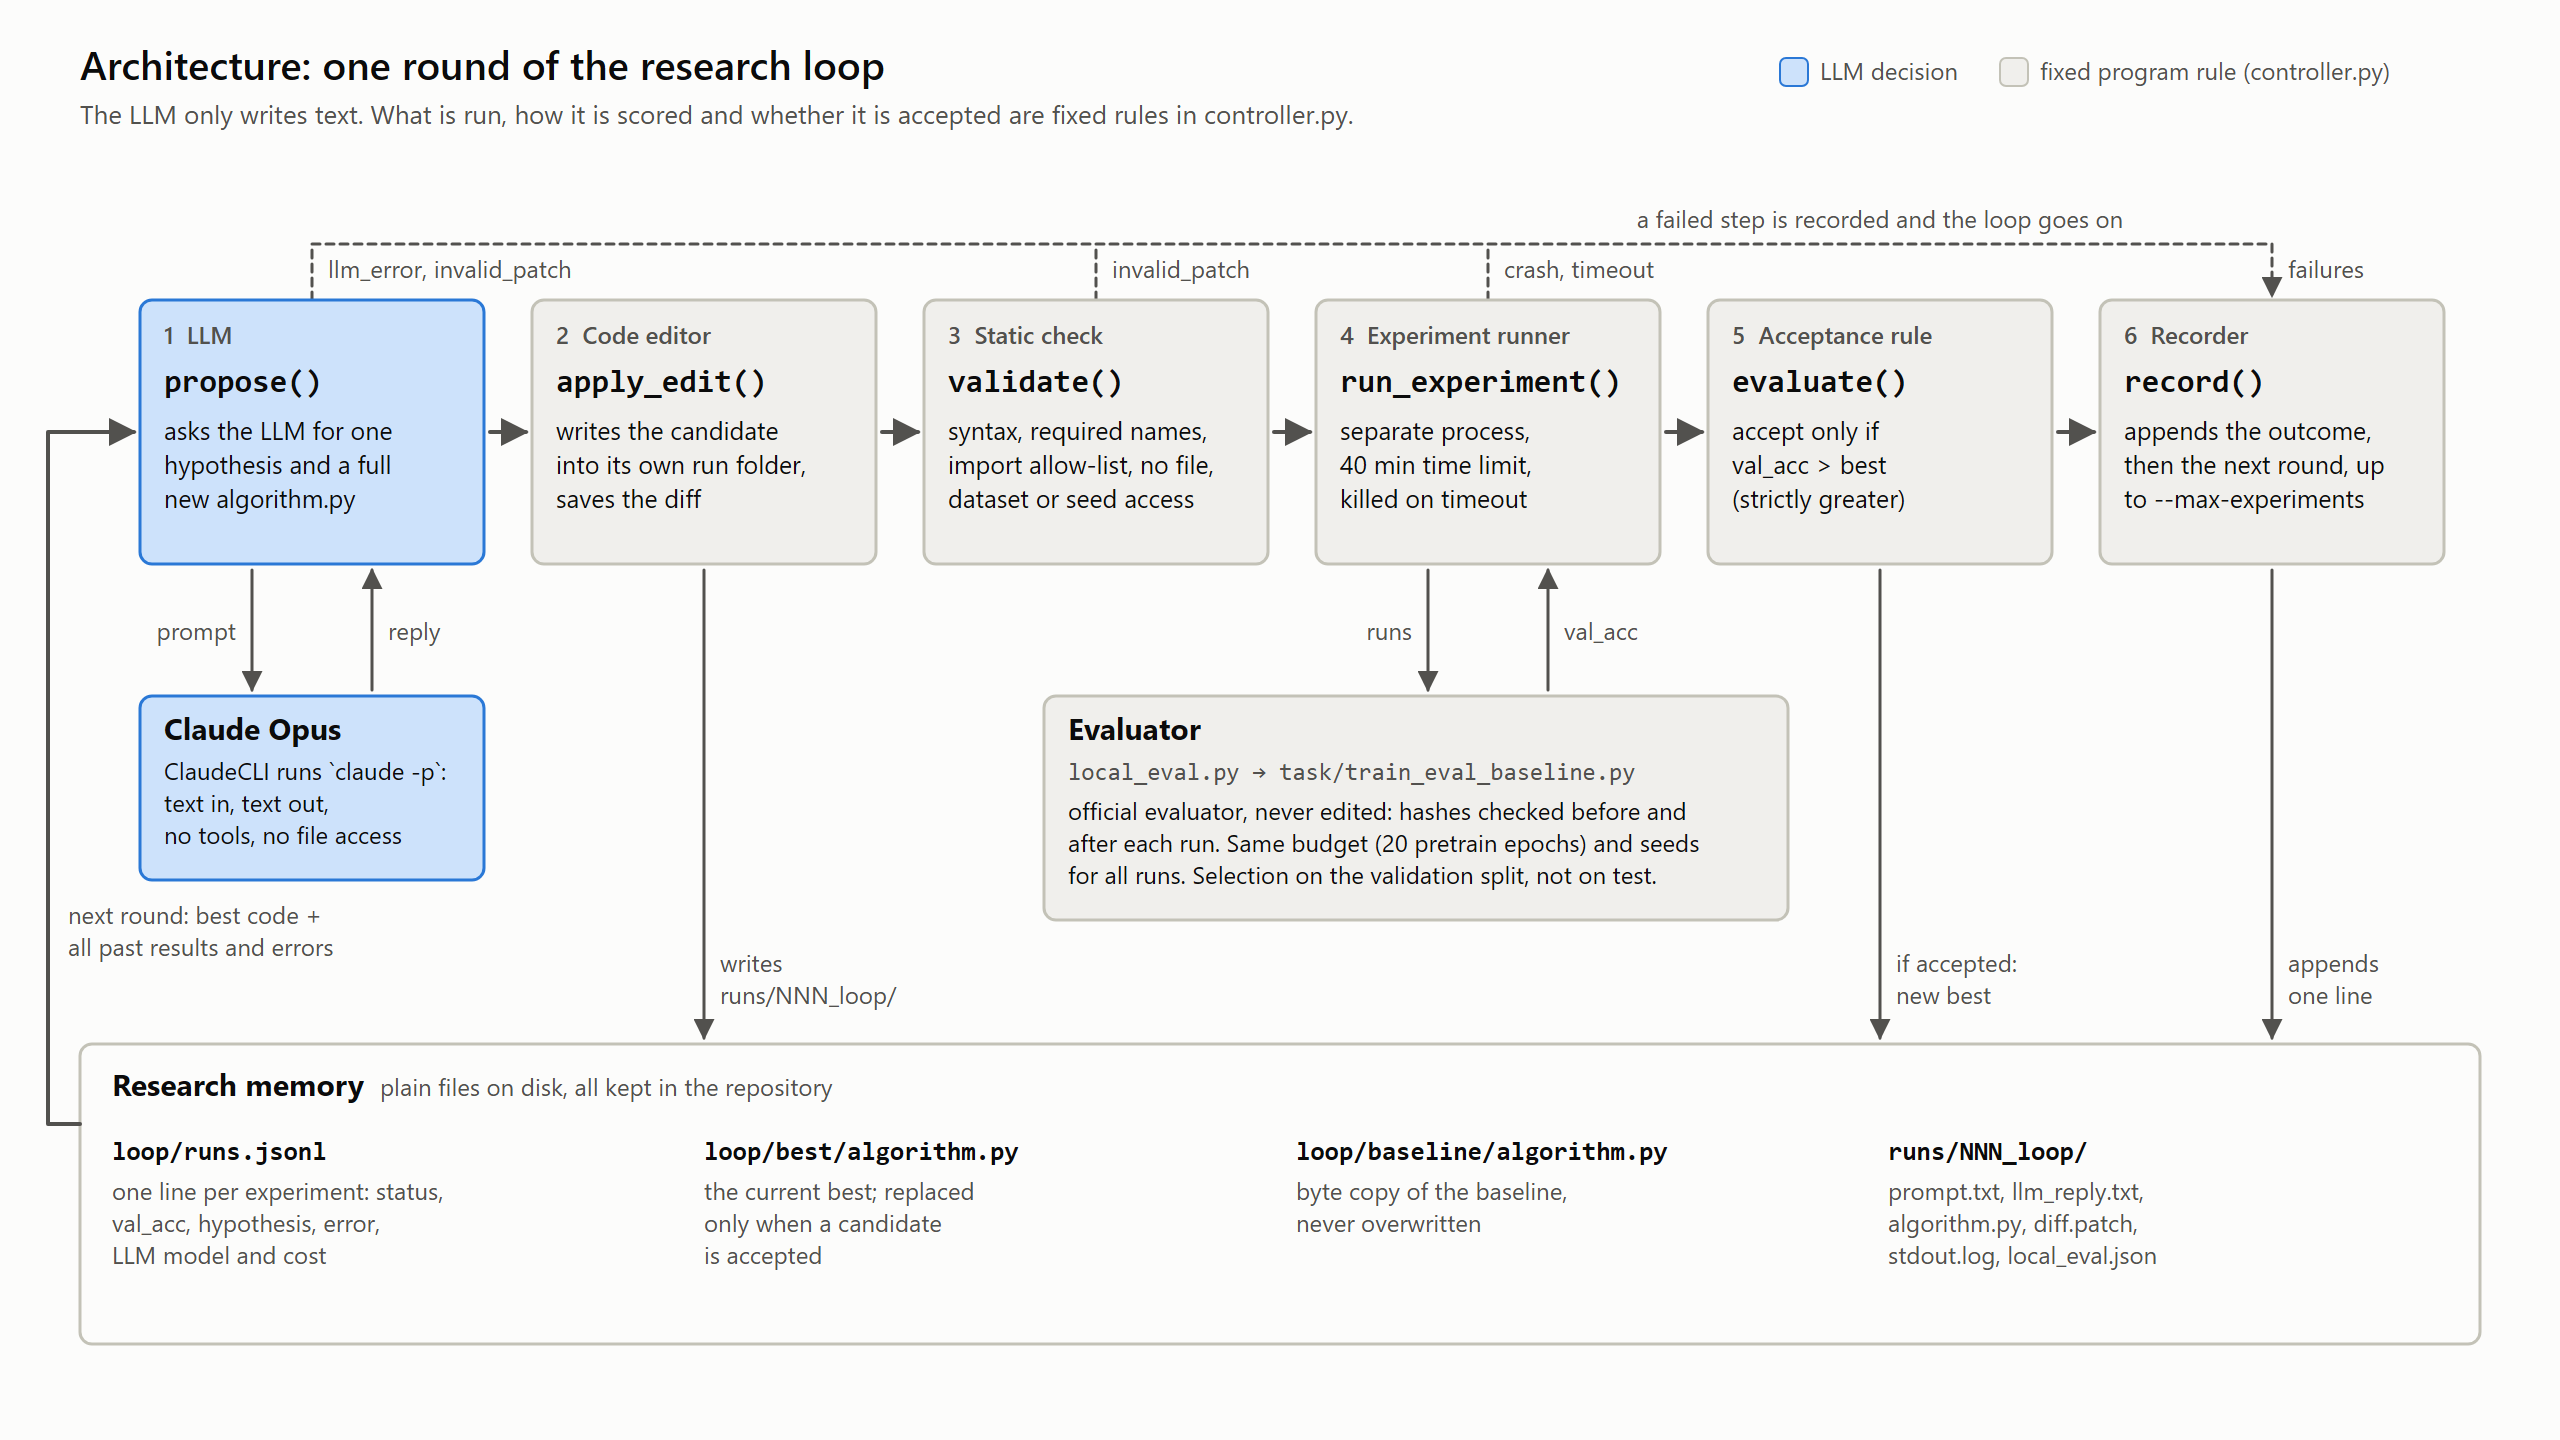 Architecture: one round of the research loop
The LLM only writes text. What is run, how it is scored and whether it is accepted are fixed rules in controller.py.
LLM decision
fixed program rule (controller.py)
a failed step is recorded and the loop goes on
llm_error, invalid_patch
invalid_patch
crash, timeout
failures
1 LLM
propose()
asks the LLM for one
hypothesis and a full
new algorithm.py
2 Code editor
apply_edit()
writes the candidate
into its own run folder,
saves the diff
3 Static check
validate()
syntax, required names,
import allow-list, no file,
dataset or seed access
4 Experiment runner
run_experiment()
separate process,
40 min time limit,
killed on timeout
5 Acceptance rule
evaluate()
accept only if
val_acc > best
(strictly greater)
6 Recorder
record()
appends the outcome,
then the next round, up
to --max-experiments
prompt
reply
runs
val_acc
Claude Opus
ClaudeCLI runs `claude -p`:
text in, text out,
no tools, no file access
Evaluator
local_eval.py → task/train_eval_baseline.py
official evaluator, never edited: hashes checked before and
after each run. Same budget (20 pretrain epochs) and seeds
for all runs. Selection on the validation split, not on test.
next round: best code +
all past results and errors
writes
runs/NNN_loop/
if accepted:
new best
appends
one line
Research memory plain files on disk, all kept in the repository
loop/runs.jsonl
one line per experiment: status,
val_acc, hypothesis, error,
LLM model and cost
loop/best/algorithm.py
the current best; replaced
only when a candidate
is accepted
loop/baseline/algorithm.py
byte copy of the baseline,
never overwritten
runs/NNN_loop/
prompt.txt, llm_reply.txt,
algorithm.py, diff.patch,
stdout.log, local_eval.json